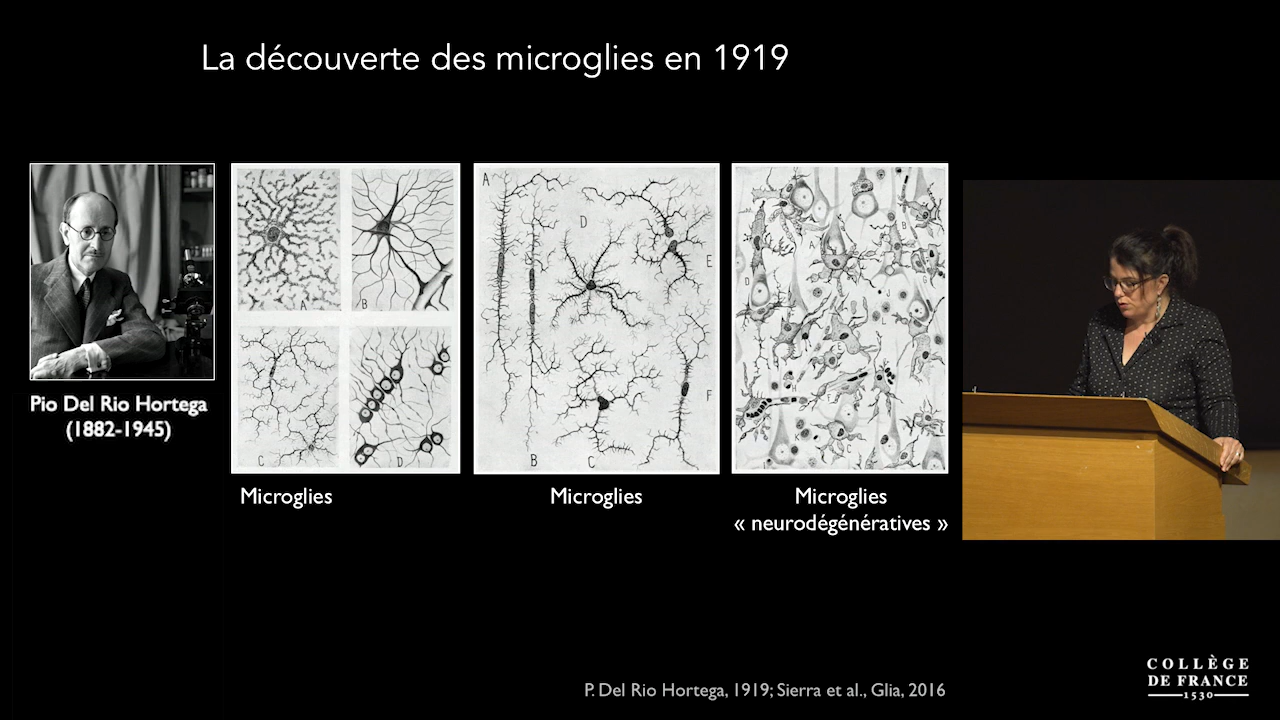 La découverte des microglies en 1919
A
B
C
D
A
D
E
F
B
C
A
B
D
L
F
C
Pio Del Rio Hortega
(1882-1945)
Microglies
Microglies
Microglies
« neurodégénératives »
P. Del Rio Hortega, 1919; Sierra et al., Glia, 2016
COLLÈGE
DE FRANCE
1530